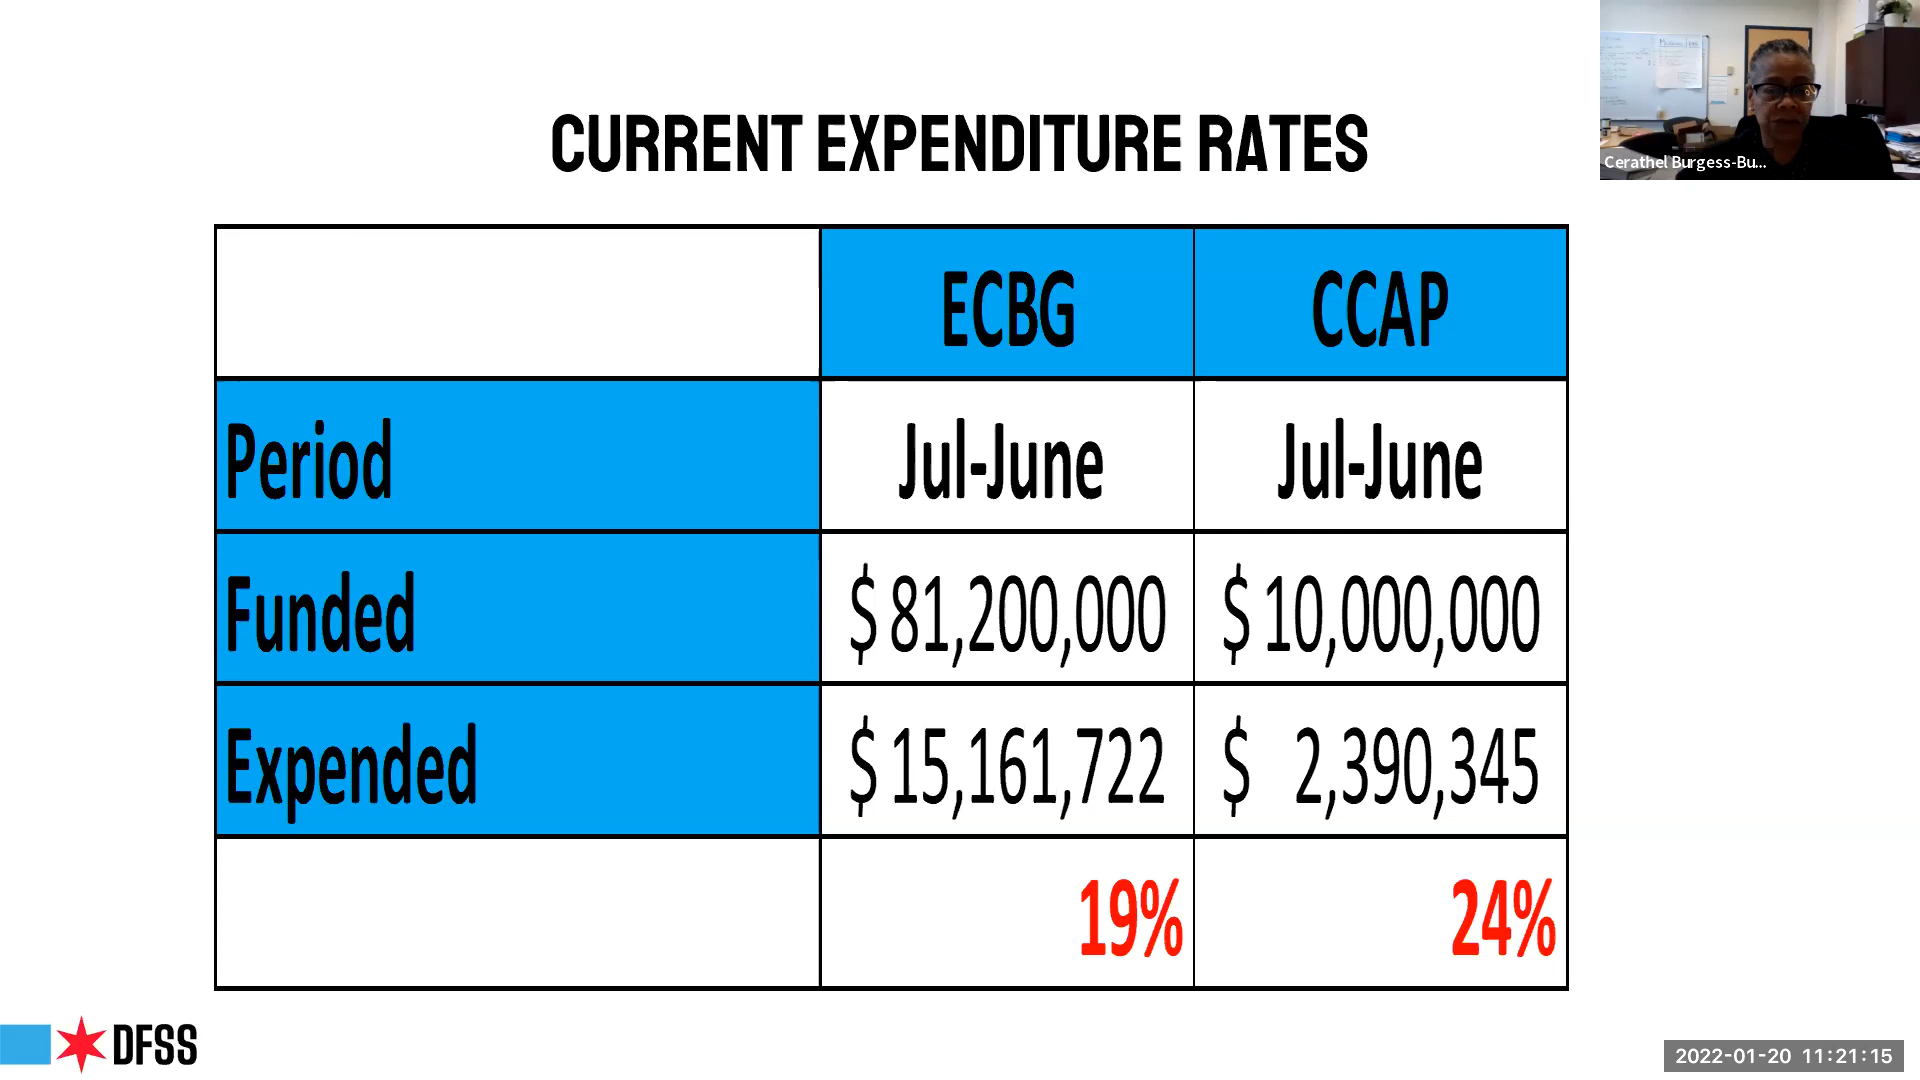 CURRENT EXPENDITURE RATES
Cerathel Burgess-Bu...
ECBG CCAP
Period Jul-June Jul-June
Funded $ 81,200,000 $ 10,000,000
Expended $ 15,161,722 $ 2,390,345
19% 24%
DFSS
2022-01-20 11:21:15